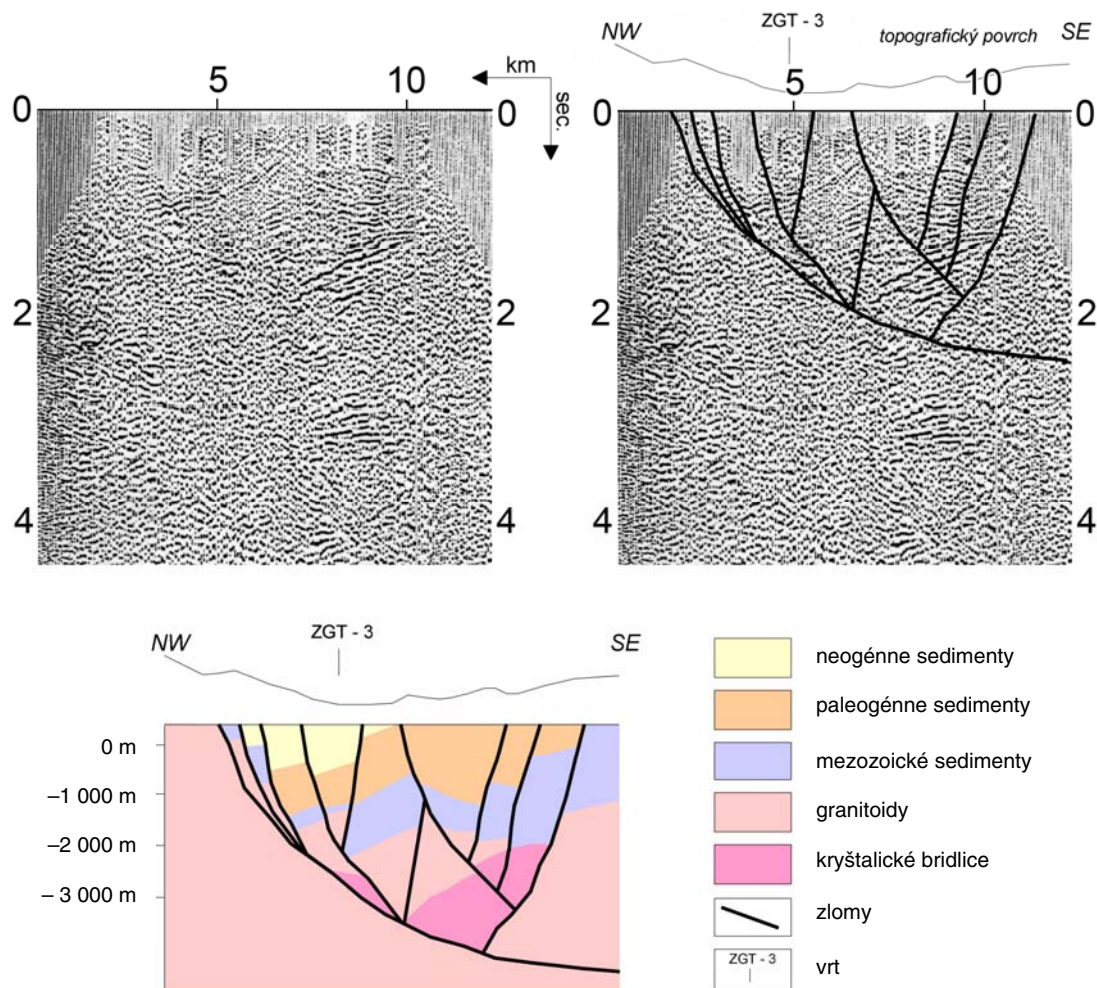 km
sec.
5
10
0
0
2
2
4
4
ZGT - 3
NW
topografický povrch
SE
5
10
0
0
2
2
4
4
ZGT - 3
NW
SE
0 m
–1 000 m
–2 000 m
– 3 000 m
neogénne sedimenty
paleogénne sedimenty
mezozoické sedimenty
granitoidy
kryštalické bridlice
zlomy
ZGT - 3
vrt